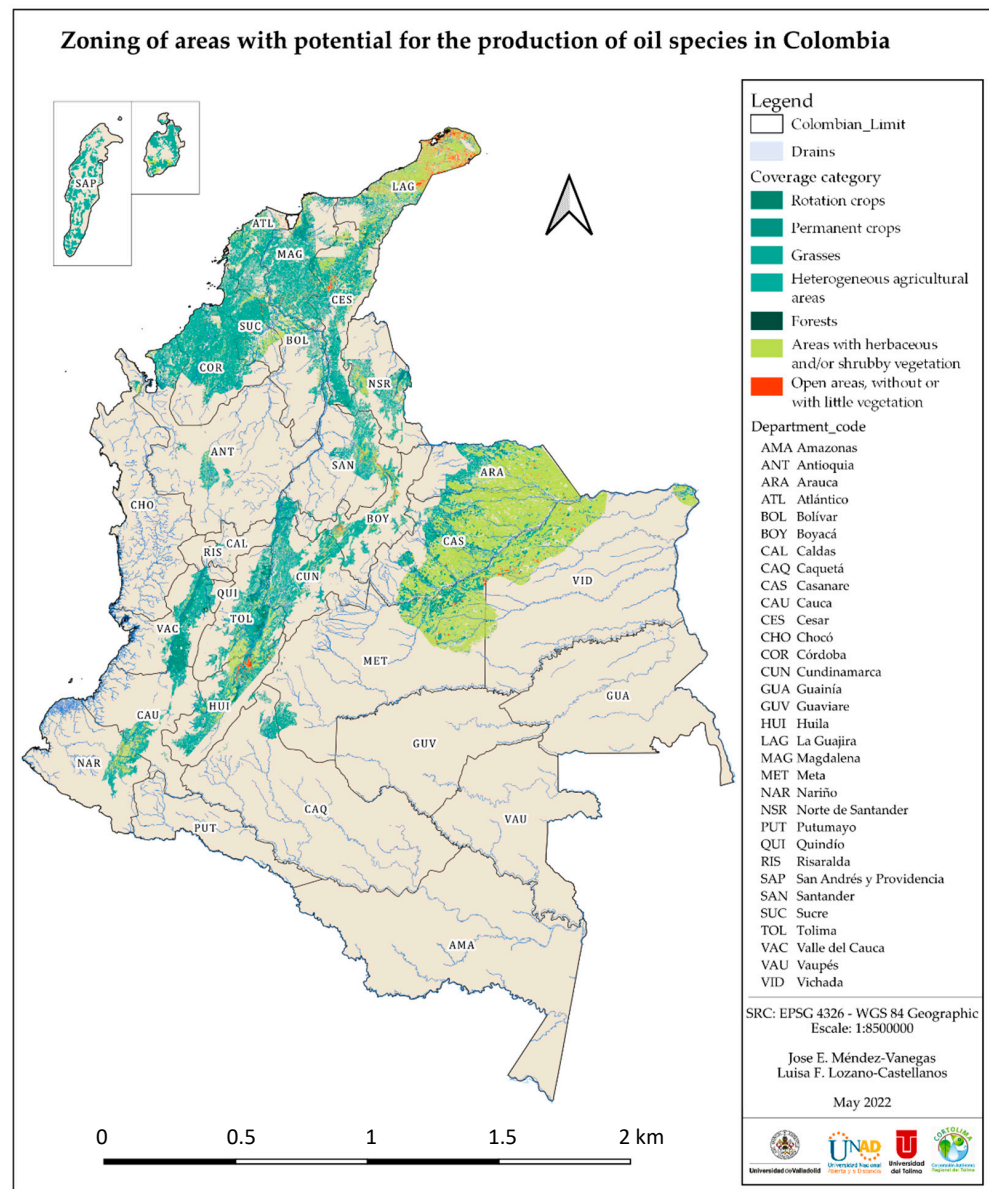 Zoning of areas with potential for the production of oil species in Colombia
SAP
LAG
ATL
MAG
CES
SUC
BOL
COR
NSR
ANT
SAN
ARA
CHO
BOY
CAL
RIS
CAS
CUN
VID
QUI
TOL
VAC
MET
GUA
HUI
CAU
GUV
NAR
CAQ
VAU
PUT
AMA
0 0.5 1 1.5 2 km
Legend
Colombian_Limit
Drains
Coverage category
Rotation crops
Permanent crops
Grasses
Heterogeneous agricultural
areas
Forests
Areas with herbaceous
and/or shrubby vegetation
Open areas, without or
with little vegetation
Department_code
AMA Amazonas
ANT Antioquia
ARA Arauca
ATL Atlántico
BOL Bolívar
BOY Boyacá
CAL Caldas
CAQ Caquetá
CAS Casanare
CAU Cauca
CES Cesar
CHO Chocó
COR Córdoba
CUN Cundinamarca
GUA Guainía
GUV Guaviare
HUI Huila
LAG La Guajira
MAG Magdalena
MET Meta
NAR Nariño
NSR Norte de Santander
PUT Putumayo
QUI Quindío
RIS Risaralda
SAP San Andrés y Providencia
SAN Santander
SUC Sucre
TOL Tolima
VAC Valle del Cauca
VAU Vaupés
VID Vichada
SRC: EPSG 4326 - WGS 84 Geographic
Escale: 1:8500000
Jose E. Méndez-Vanegas
Luisa F. Lozano-Castellanos
May 2022
Universidad de Valladolid
UNAD
Universidad Nacional
Abierta y a Distancia
Universidad
del Tolima
CORTOLIMA
Corporación Autónoma
Regional del Tolima